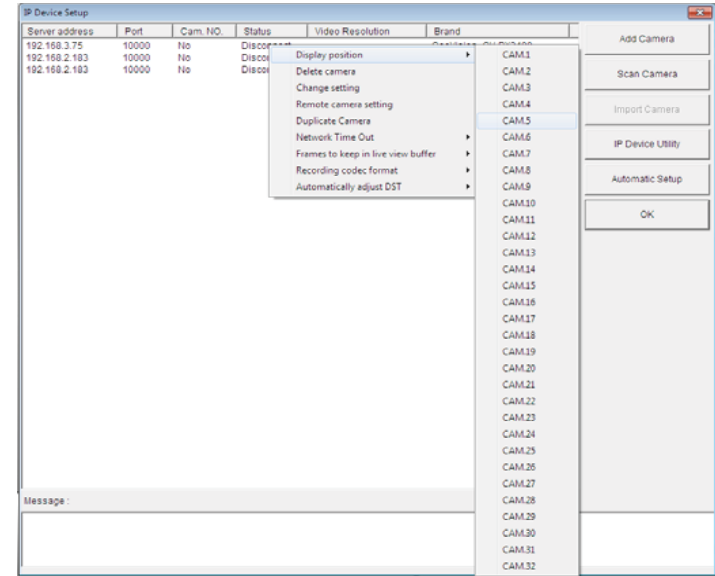 IP Device Setup
Server address Port Cam. NO. Status Video Resolution Brand
192.168.3.75 10000 No
192.168.2.183 10000 No
192.168.2.183 10000 No
Display position
Delete camera
Change setting
Remote camera setting
Duplicate Camera
Network Time Out
Frames to keep in live view buffer
Recording codec format
Automatically adjust DST
CAM.1
CAM.2
CAM.3
CAM.4
CAM.5
CAM.6
CAM.7
CAM.8
CAM.9
CAM.10
CAM.11
CAM.12
CAM.13
CAM.14
CAM.15
CAM.16
CAM.17
CAM.18
CAM.19
CAM.20
CAM.21
CAM.22
CAM.23
CAM.24
CAM.25
CAM.26
CAM.27
CAM.28
CAM.29
CAM.30
CAM.31
CAM.32
Add Camera
Scan Camera
Import Camera
IP Device Utility
Automatic Setup
OK
Message :